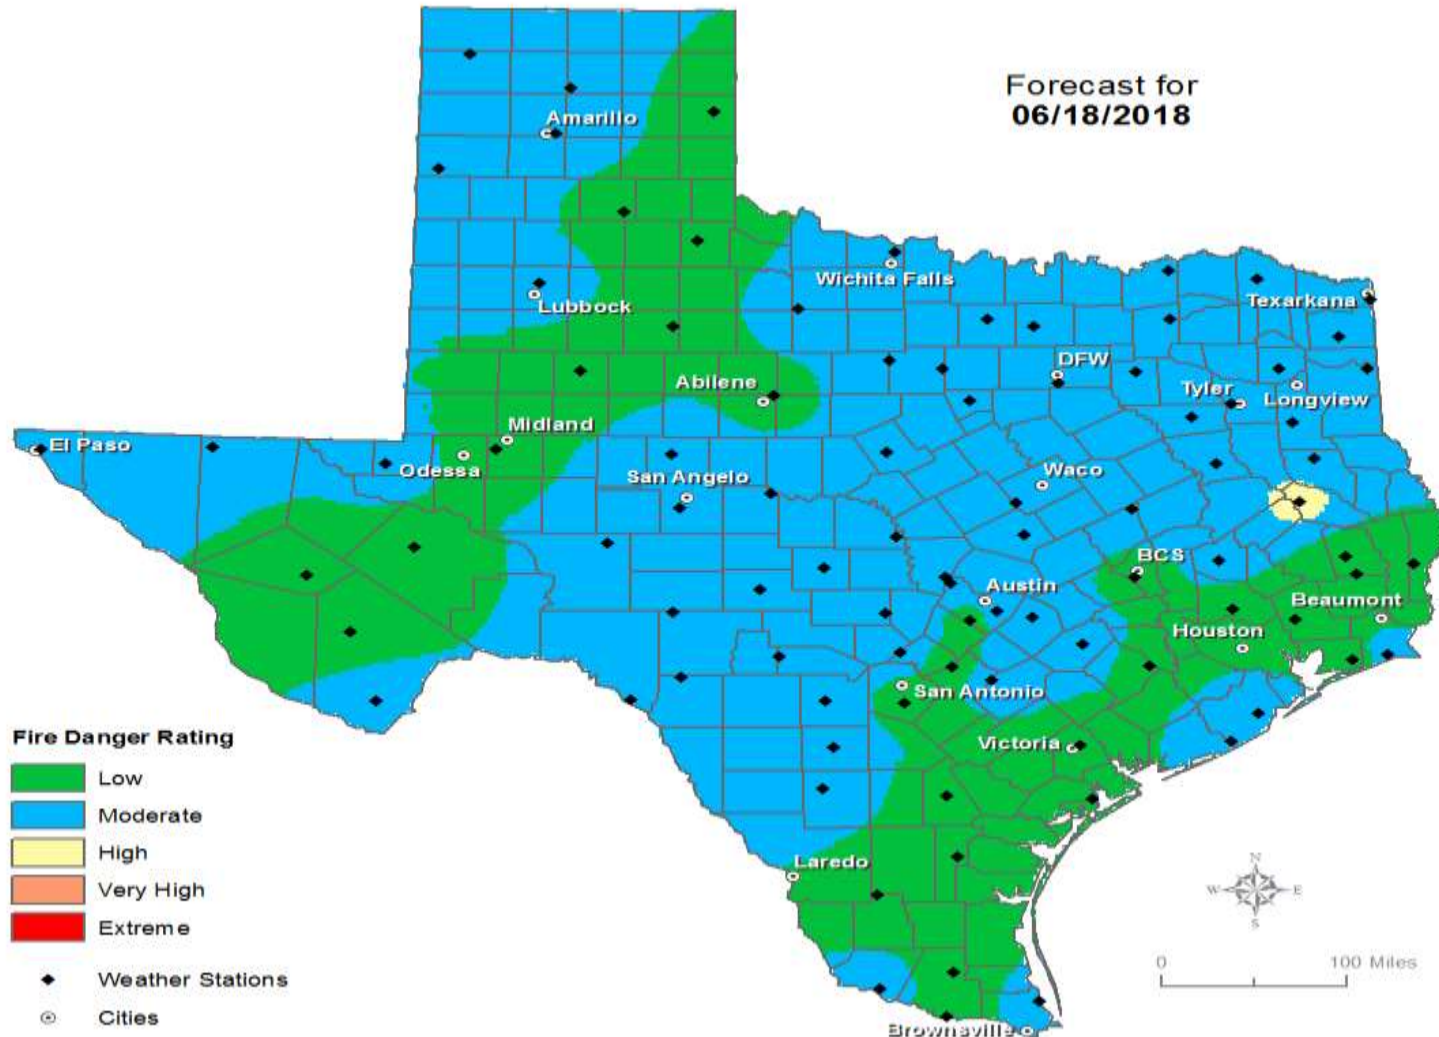 Forecast for
06/18/2018
Amarillo
Wichita Falls
Lubbock
Texarkana
DFW
Abilene
Tyler
Longview
Midland
El Paso
Odessa
San Angelo
Waco
BCS
Austin
Beaumont
Houston
San Antonio
Victoria
Laredo
Brownsville
Fire Danger Rating
Low
Moderate
High
Very High
Extreme
Weather Stations
Cities
N
W E
S
0 100 Miles